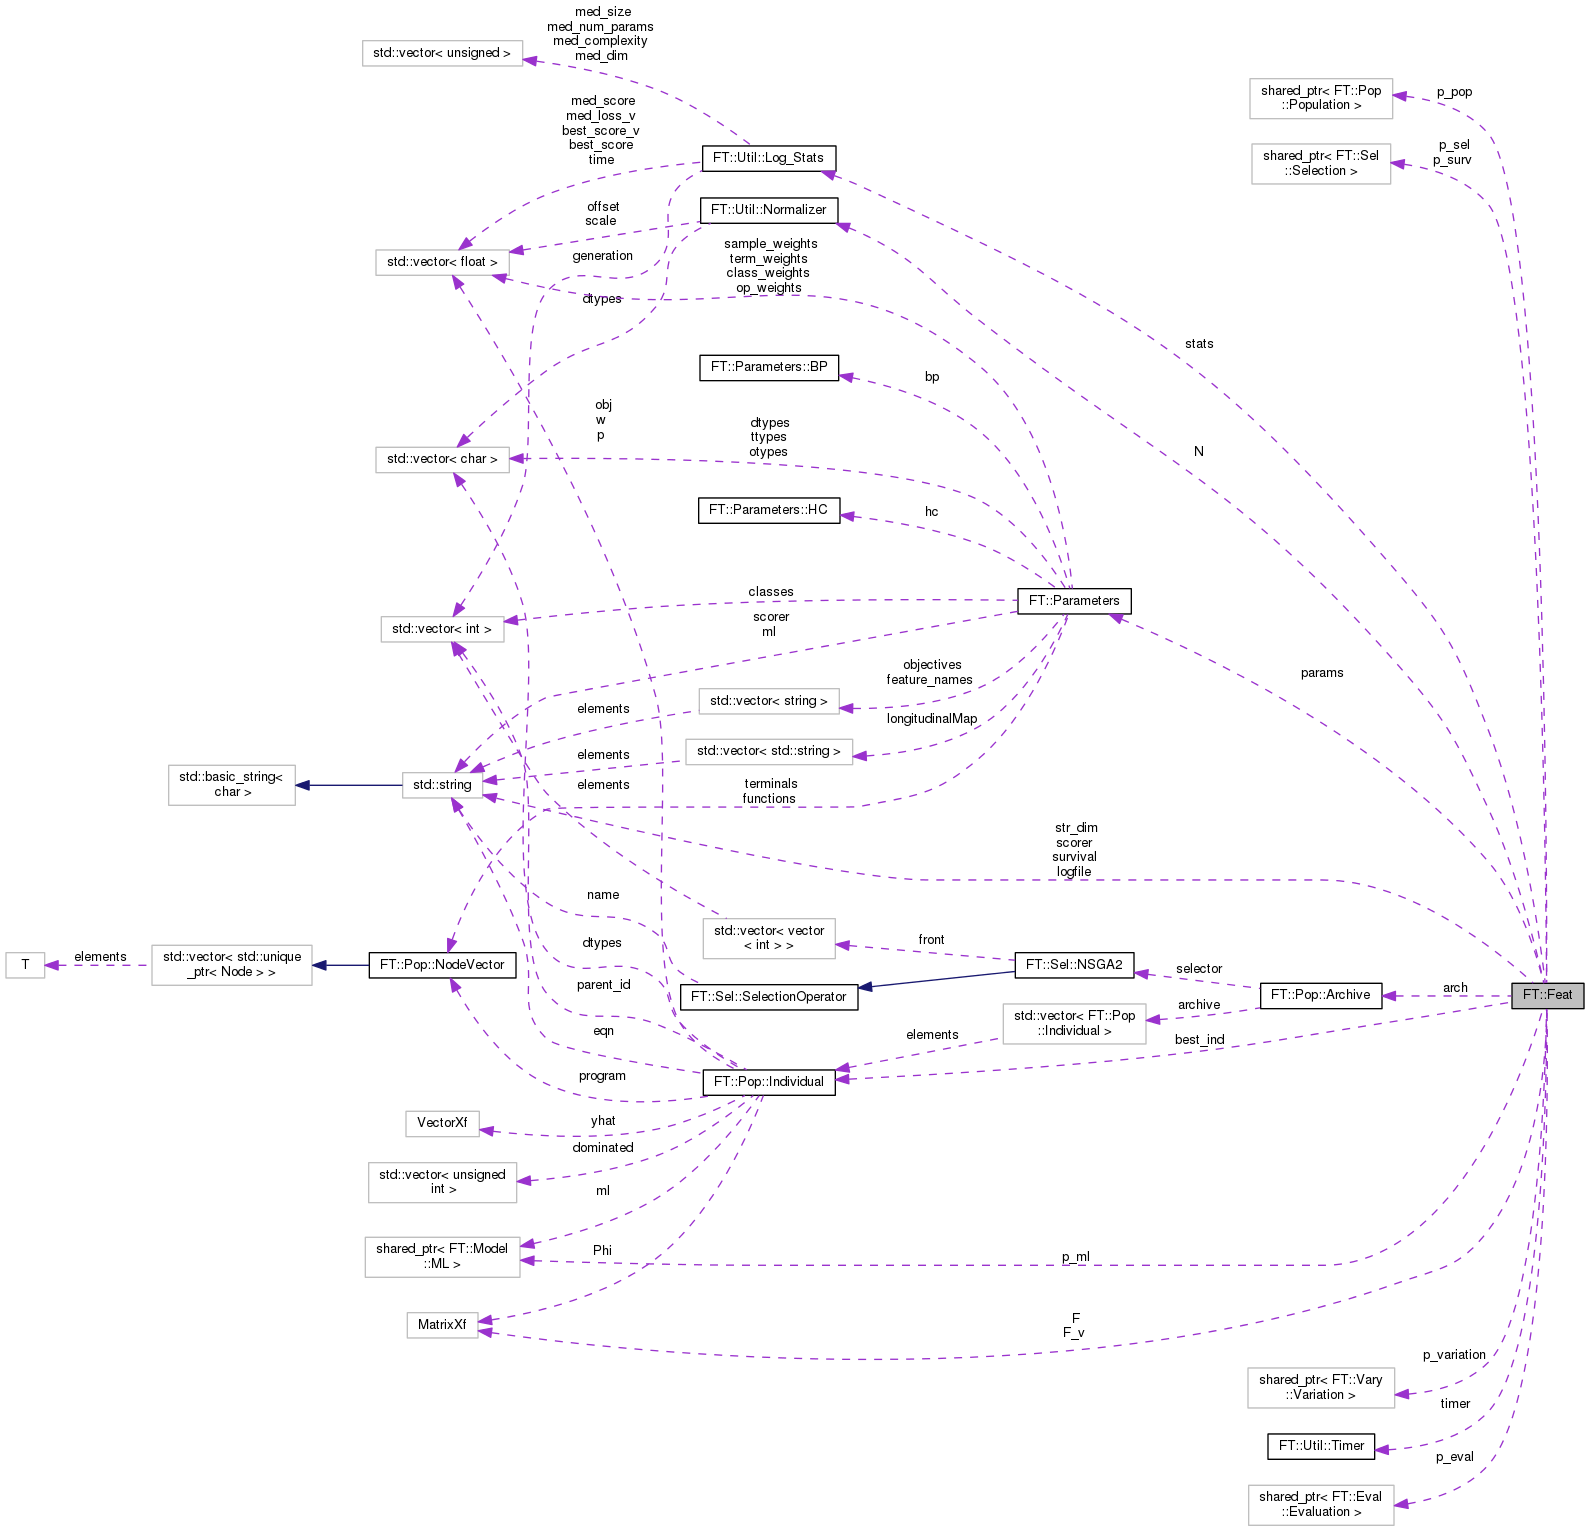 med_size
med_num_params
med_complexity
med_dim
std::vector< unsigned >
p_pop
shared_ptr< FT::Pop
::Population >
med_score
med_loss_v
best_score_v
best_score
time
FT::Util::Log_Stats
p_sel
p_surv
shared_ptr< FT::Sel
::Selection >
offset
scale
FT::Util::Normalizer
std::vector< float >
generation
sample_weights
term_weights
class_weights
op_weights
dtypes
stats
FT::Parameters::BP
bp
obj
w
p
dtypes
ttypes
otypes
N
std::vector< char >
FT::Parameters::HC
hc
classes
FT::Parameters
std::vector< int >
scorer
ml
objectives
feature_names
params
elements
std::vector< string >
longitudinalMap
elements
std::vector< std::string >
std::basic_string<
char >
std::string
elements
terminals
functions
str_dim
scorer
survival
logfile
name
std::vector< vector
< int > >
front
dtypes
T
elements
std::vector< std::unique
_ptr< Node > >
FT::Pop::NodeVector
FT::Sel::NSGA2
selector
parent_id
FT::Sel::SelectionOperator
FT::Pop::Archive
arch
FT::Feat
archive
std::vector< FT::Pop
::Individual >
eqn
elements
best_ind
program
FT::Pop::Individual
VectorXf
yhat
dominated
std::vector< unsigned
int >
ml
shared_ptr< FT::Model
::ML >
Phi
p_ml
MatrixXf
F
F_v
p_variation
shared_ptr< FT::Vary
::Variation >
timer
FT::Util::Timer
p_eval
shared_ptr< FT::Eval
::Evaluation >